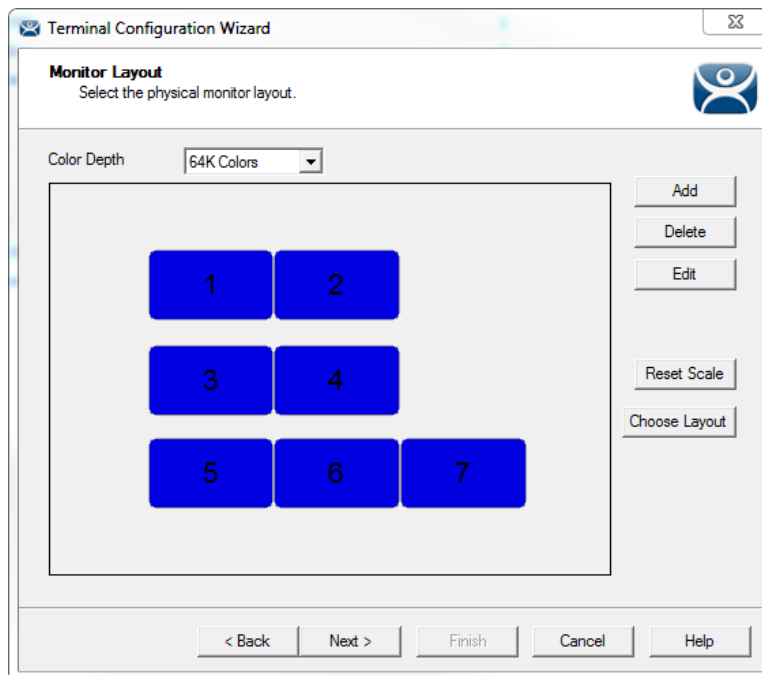 Terminal Configuration Wizard
Monitor Layout
Select the physical monitor layout.
Color Depth 64K Colors
Add
Delete
Edit
Reset Scale
Choose Layout
1 2
3 4
5 6 7
< Back Next > Finish Cancel Help